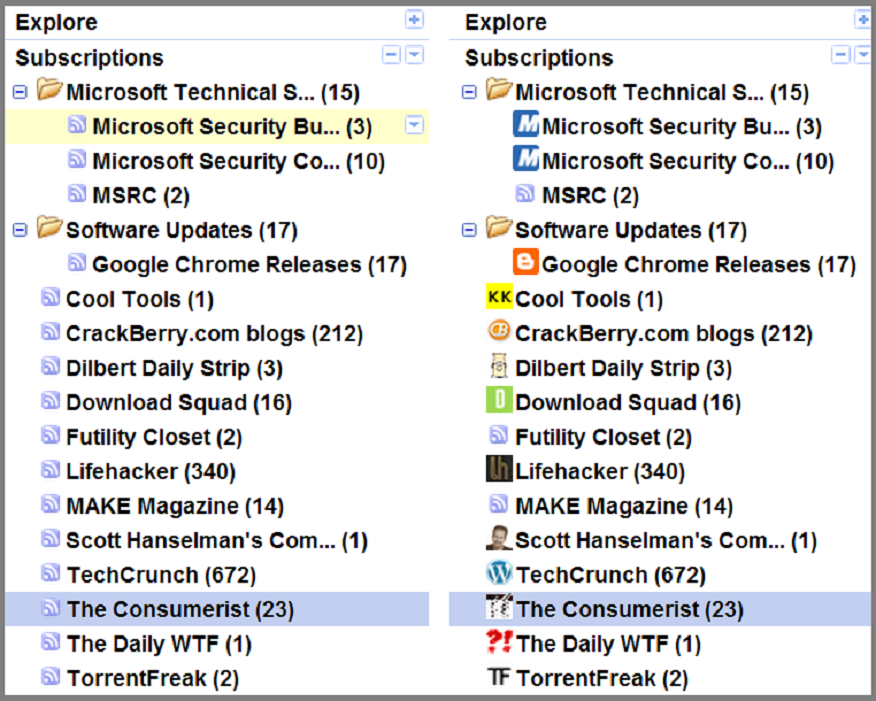 Explore
Subscriptions
Microsoft Technical S... (15)
Microsoft Security Bu... (3)
Microsoft Security Co... (10)
MSRC (2)
Software Updates (17)
Google Chrome Releases (17)
Cool Tools (1)
CrackBerry.com blogs (212)
Dilbert Daily Strip (3)
Download Squad (16)
Futility Closet (2)
Lifehacker (340)
MAKE Magazine (14)
Scott Hanselman's Com... (1)
TechCrunch (672)
The Consumerist (23)
The Daily WTF (1)
TorrentFreak (2)
Explore
Subscriptions
Microsoft Technical S... (15)
M Microsoft Security Bu... (3)
M Microsoft Security Co... (10)
MSRC (2)
Software Updates (17)
B Google Chrome Releases (17)
KK Cool Tools (1)
CB CrackBerry.com blogs (212)
Dilbert Daily Strip (3)
D Download Squad (16)
Futility Closet (2)
lh Lifehacker (340)
MAKE Magazine (14)
Scott Hanselman's Com... (1)
W TechCrunch (672)
The Consumerist (23)
?! The Daily WTF (1)
TF TorrentFreak (2)